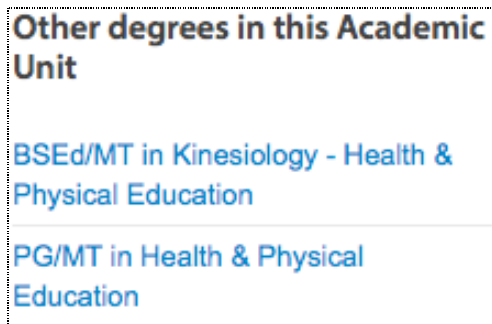 Other degrees in this Academic
Unit
BSEd/MT in Kinesiology - Health &
Physical Education
PG/MT in Health & Physical
Education